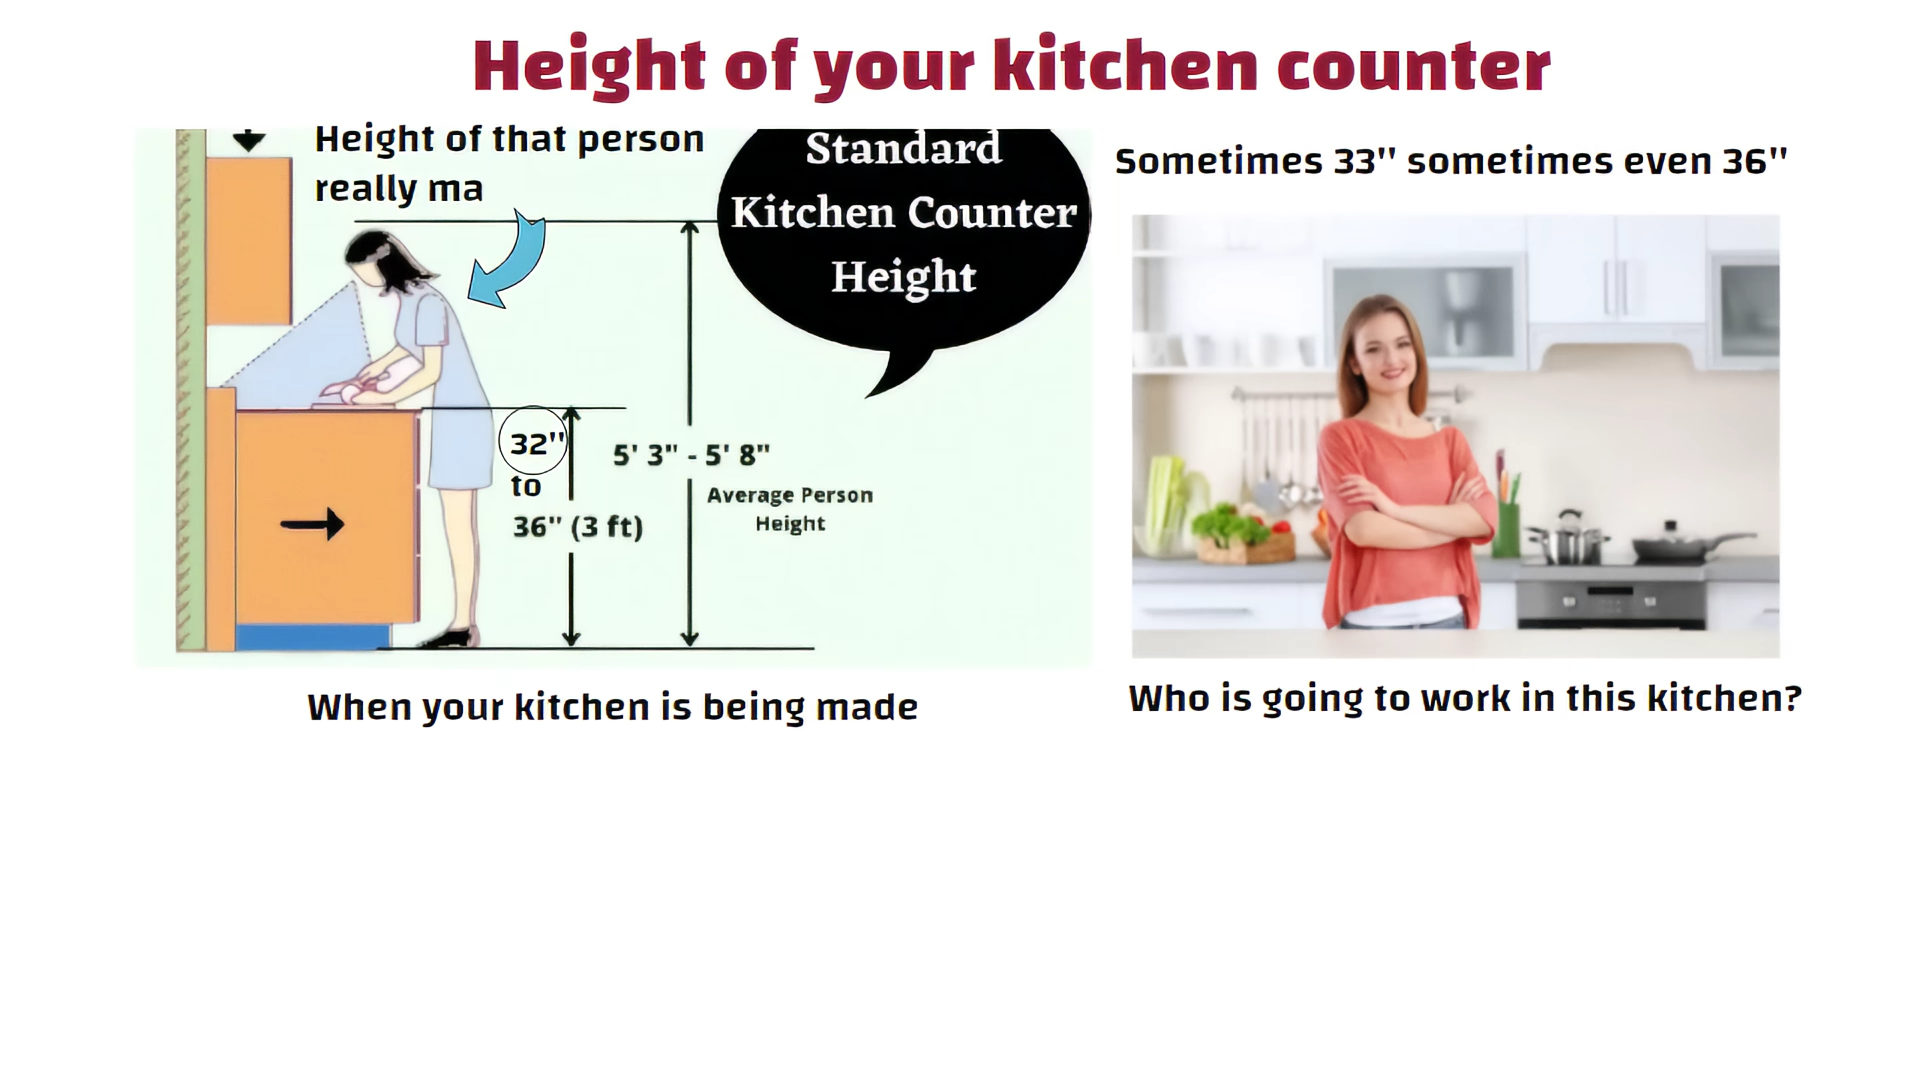 Height of your kitchen counter
Height of that person
really ma
Standard
Kitchen Counter
Height
Sometimes 33'' sometimes even 36''
32''
to
36" (3 ft)
5' 3" - 5' 8"
Average Person
Height
When your kitchen is being made
Who is going to work in this kitchen?